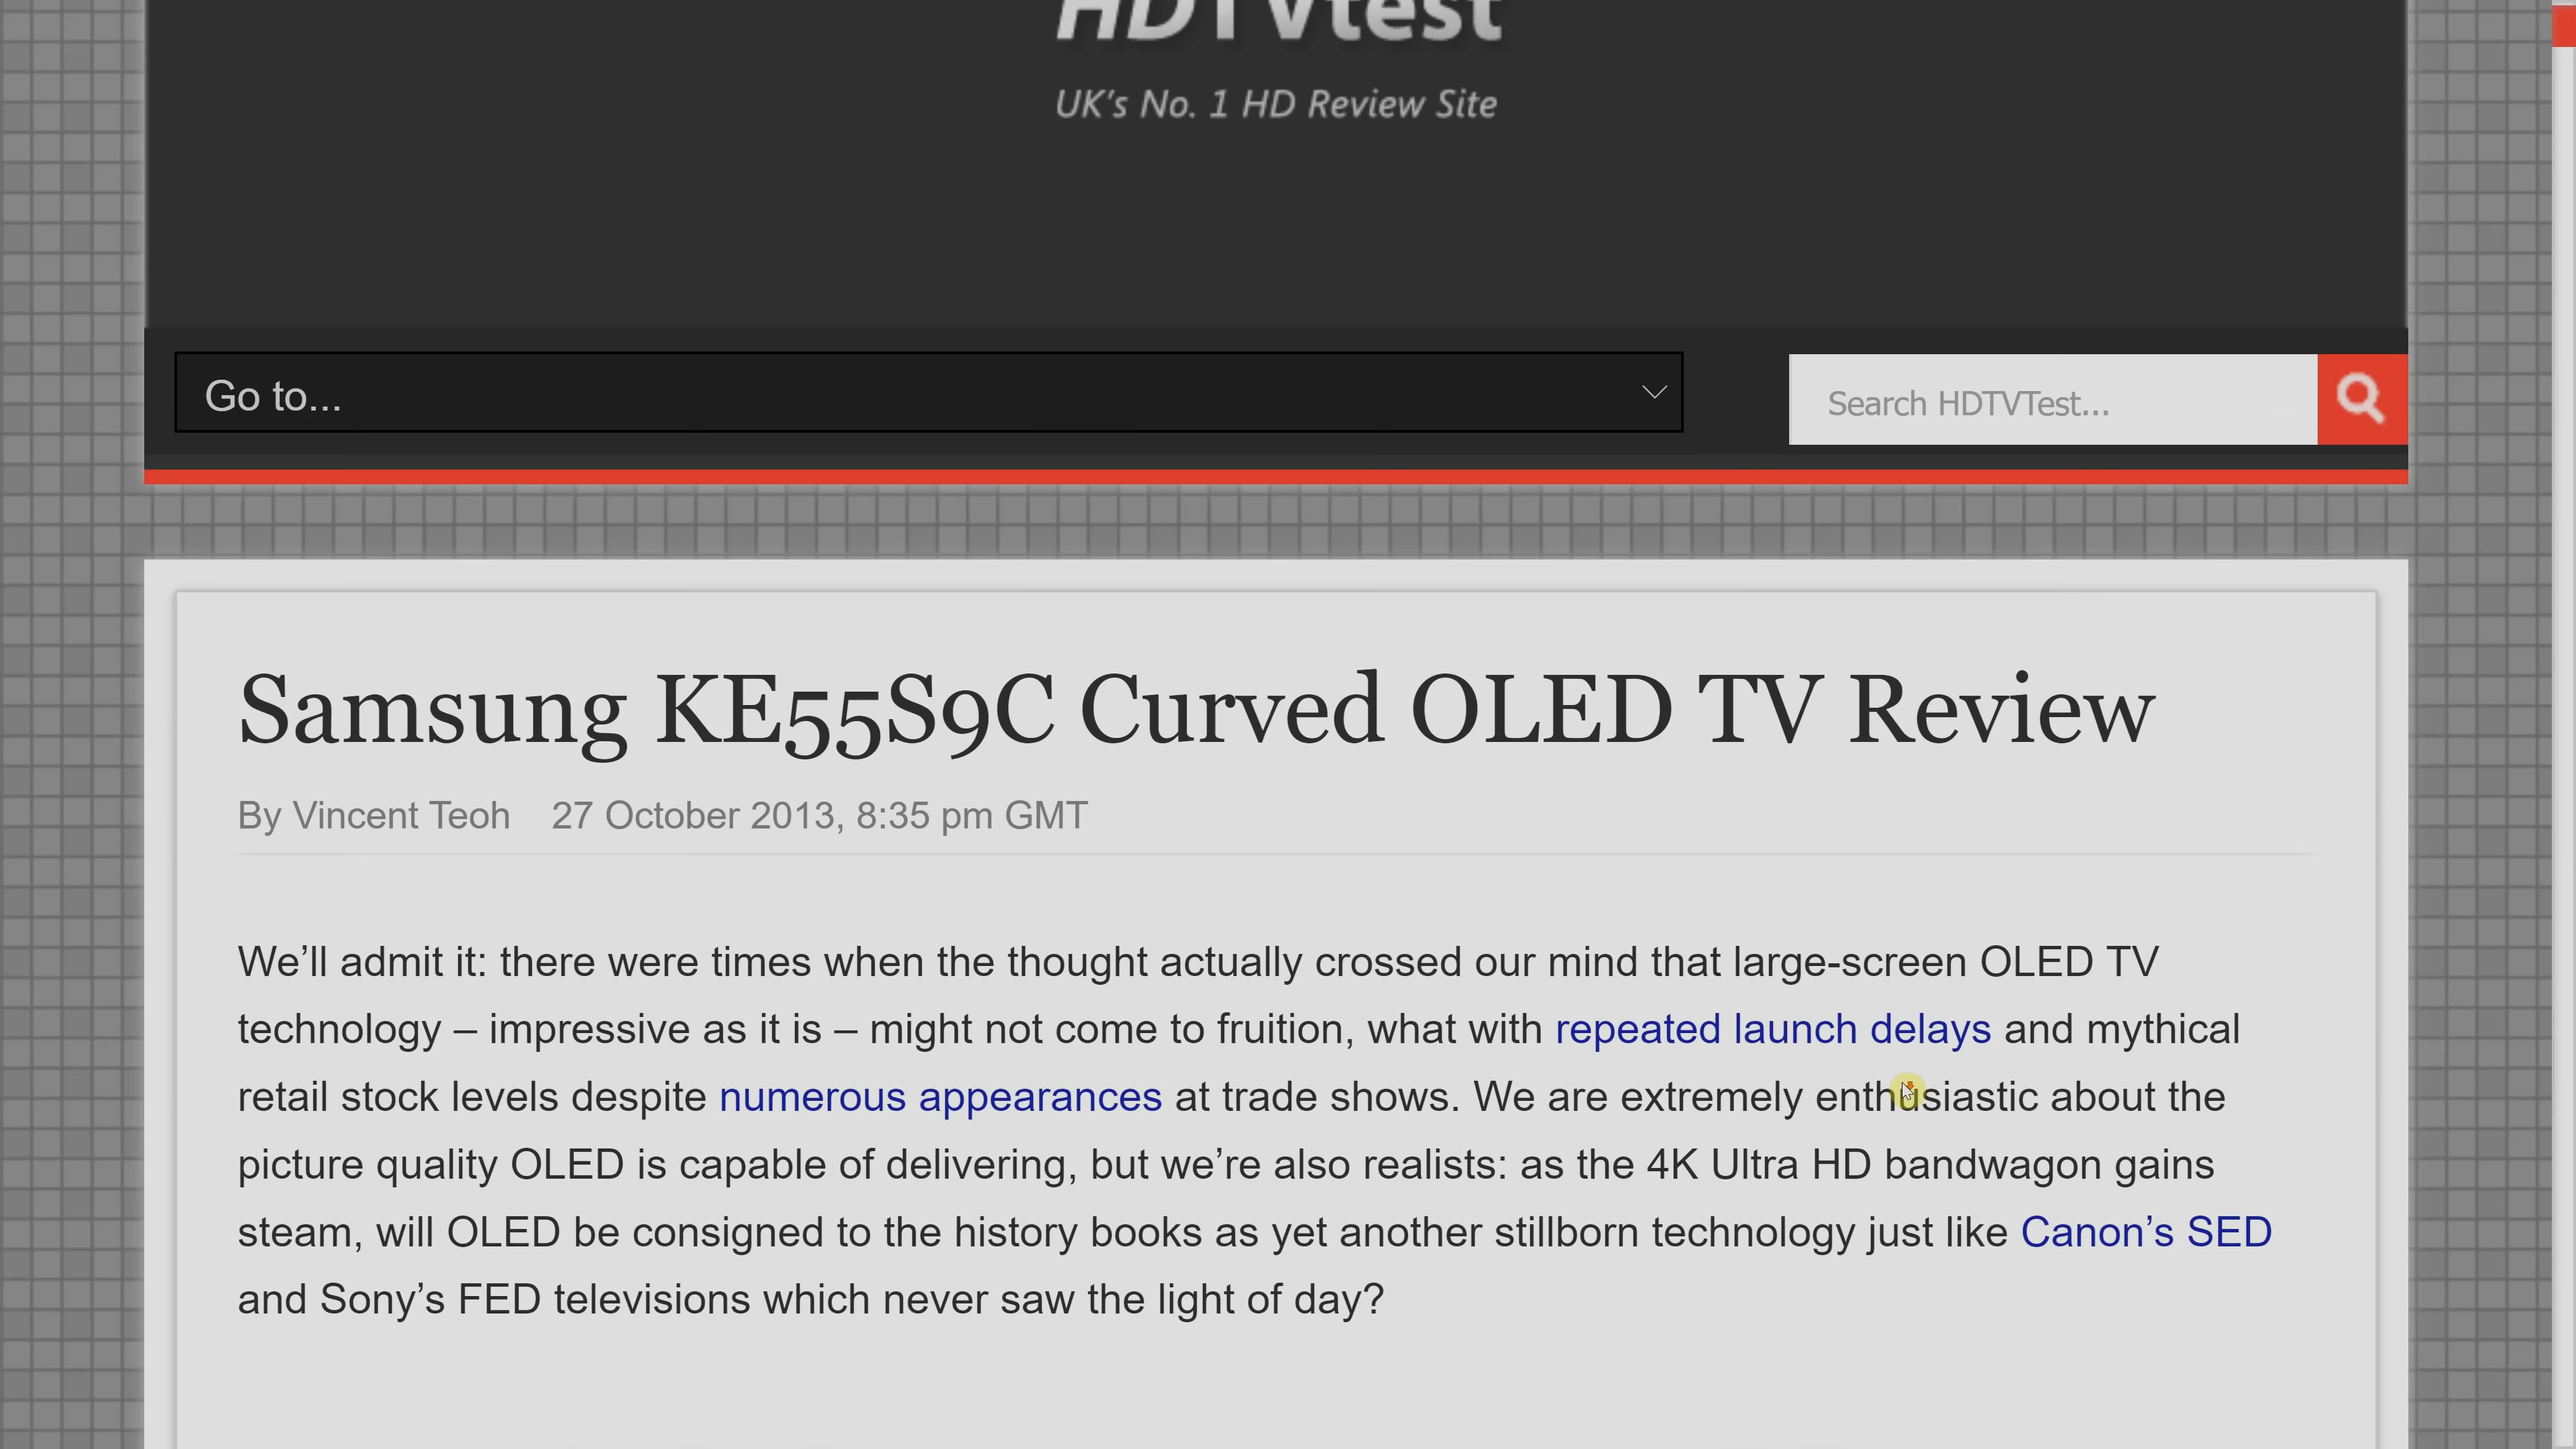 HDTVtest
UK's No. 1 HD Review Site
Go to...
Search HDTVTest...
Samsung KE55S9C Curved OLED TV Review
By Vincent Teoh 27 October 2013, 8:35 pm GMT
We’ll admit it: there were times when the thought actually crossed our mind that large-screen OLED TV
technology – impressive as it is – might not come to fruition, what with repeated launch delays and mythical
retail stock levels despite numerous appearances at trade shows. We are extremely enthusiastic about the
picture quality OLED is capable of delivering, but we’re also realists: as the 4K Ultra HD bandwagon gains
steam, will OLED be consigned to the history books as yet another stillborn technology just like Canon’s SED
and Sony’s FED televisions which never saw the light of day?